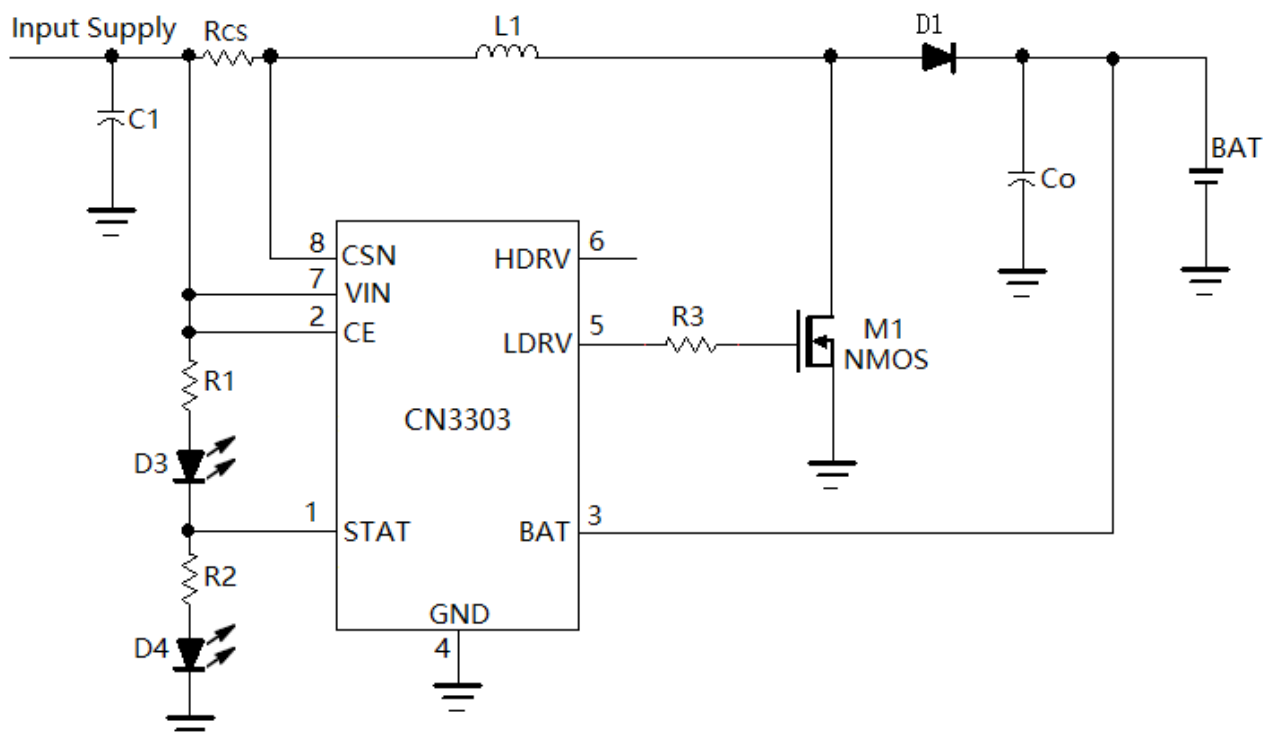 Input Supply
RCS
L1
D1
C1
Co
BAT
8
CSN
HDRV
6
7
VIN
2
CE
LDRV
5
R3
M1
NMOS
R1
CN3303
D3
1
STAT
BAT
3
R2
GND
4
D4